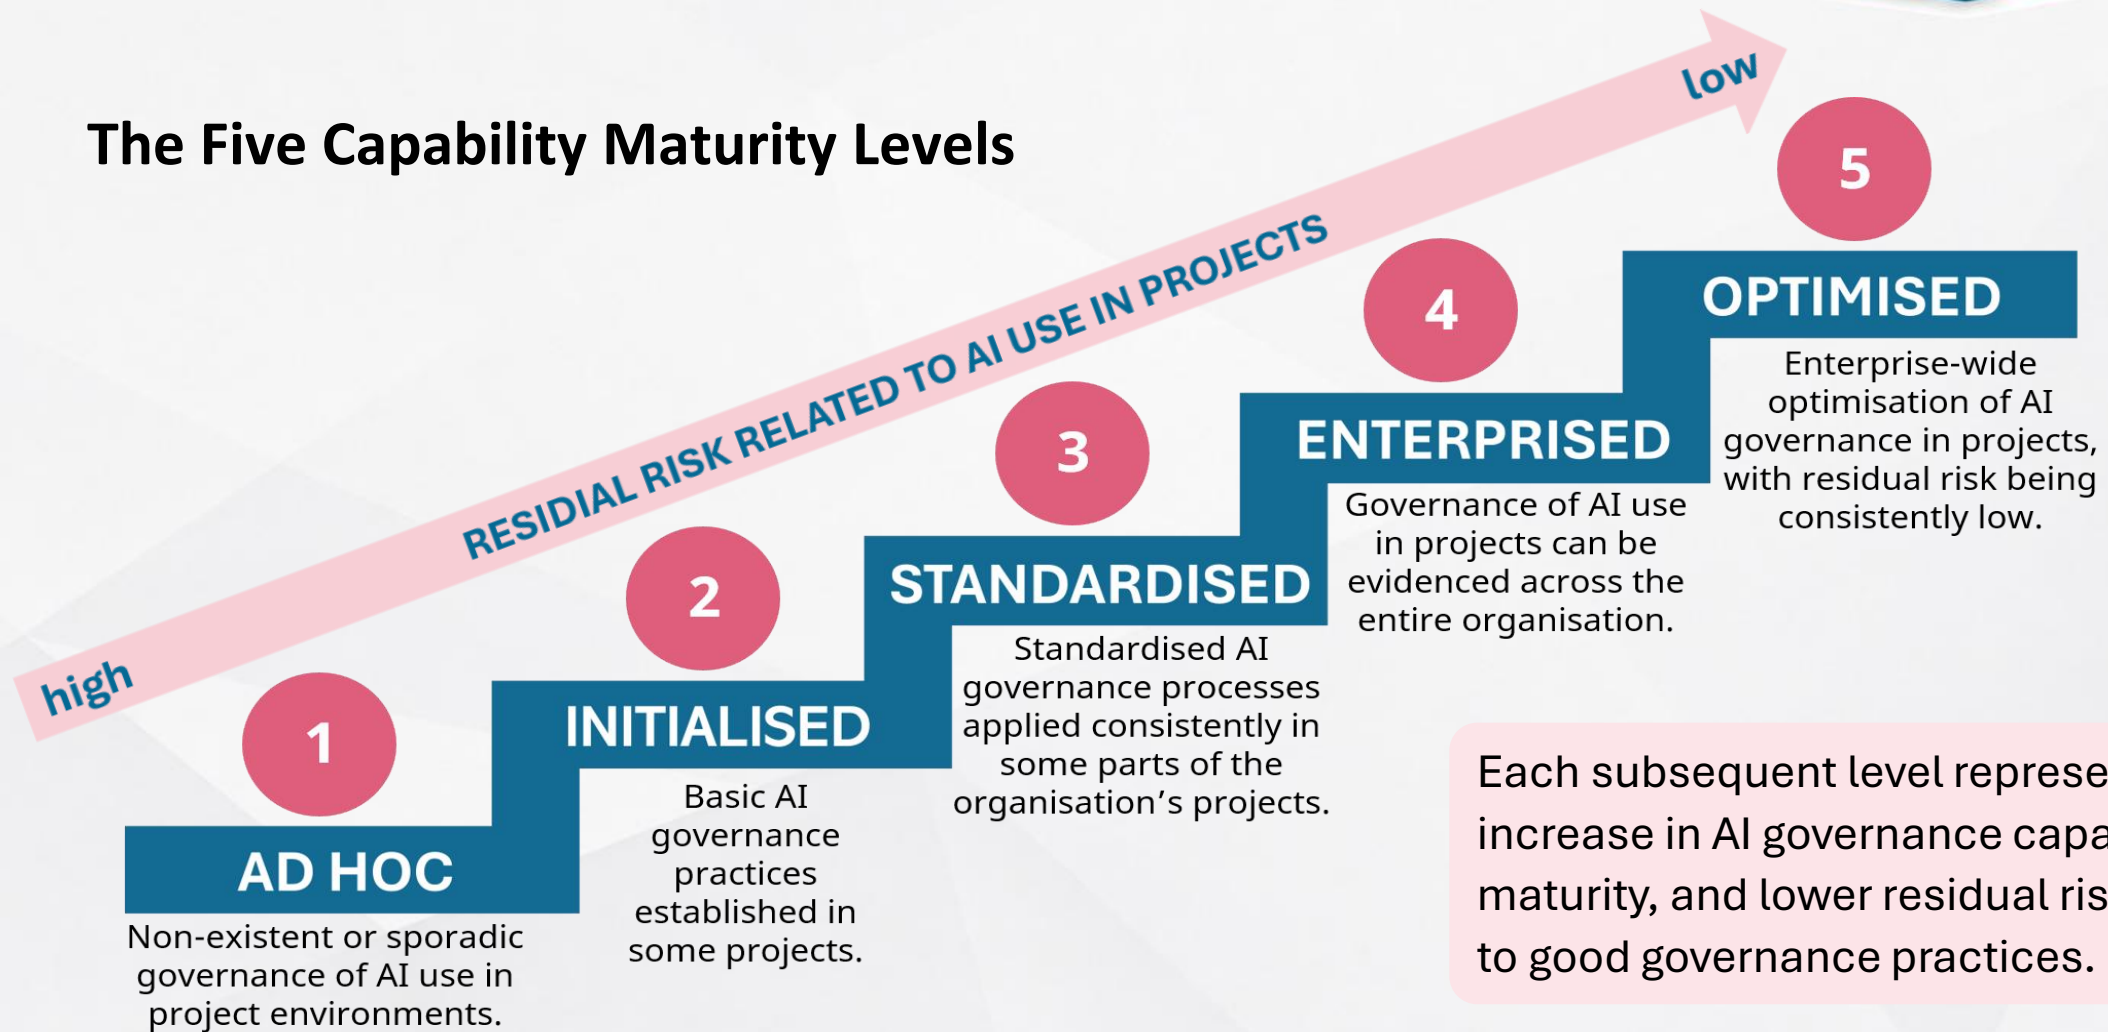 The Five Capability Maturity Levels
low
RESIDIAL RISK RELATED TO AI USE IN PROJECTS
high
1
AD HOC
Non-existent or sporadic
governance of AI use in
project environments.
2
INITIALISED
Basic AI
governance
practices
established in
some projects.
3
STANDARDISED
Standardised AI
governance processes
applied consistently in
some parts of the
organisation’s projects.
4
ENTERPRISED
Governance of AI use
in projects can be
evidenced across the
entire organisation.
5
OPTIMISED
Enterprise-wide
optimisation of AI
governance in projects,
with residual risk being
consistently low.
Each subsequent level
increase in AI governance
maturity, and lower residual
to good governance practices.